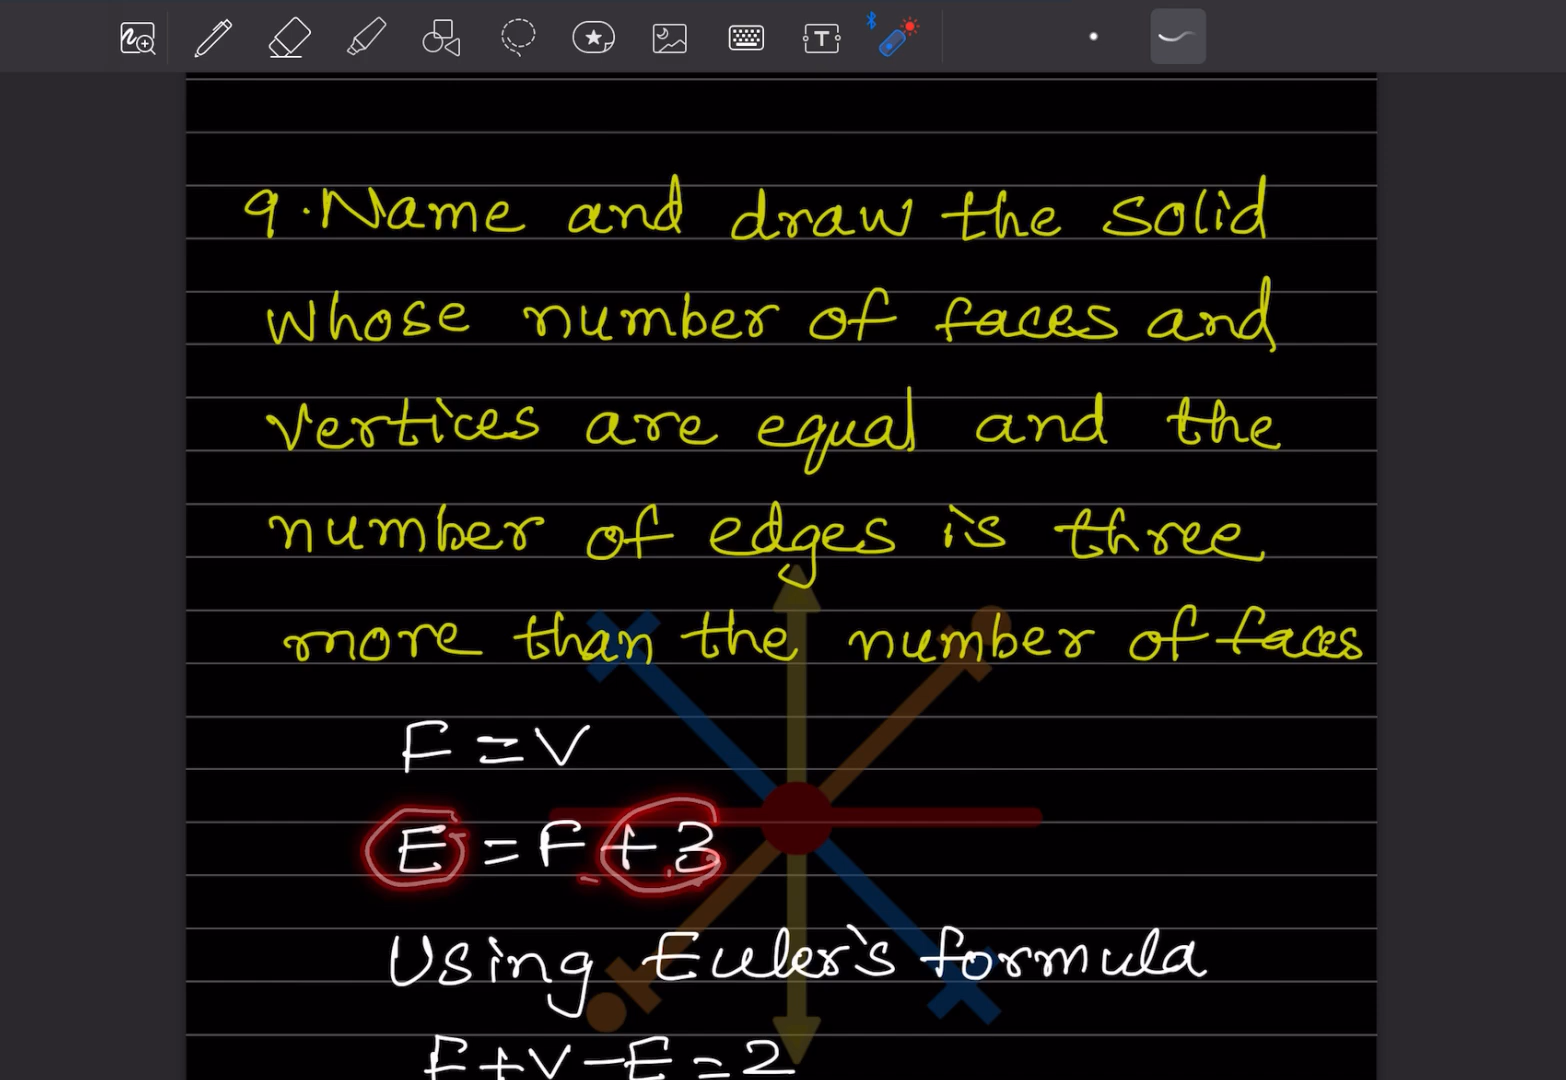 9. Name and draw the solid
whose number of faces and
vertices are equal and the
number of edges is three
more than the number of faces
F = V
E = F + 3
Using Euler's formula
F + V - E = 2